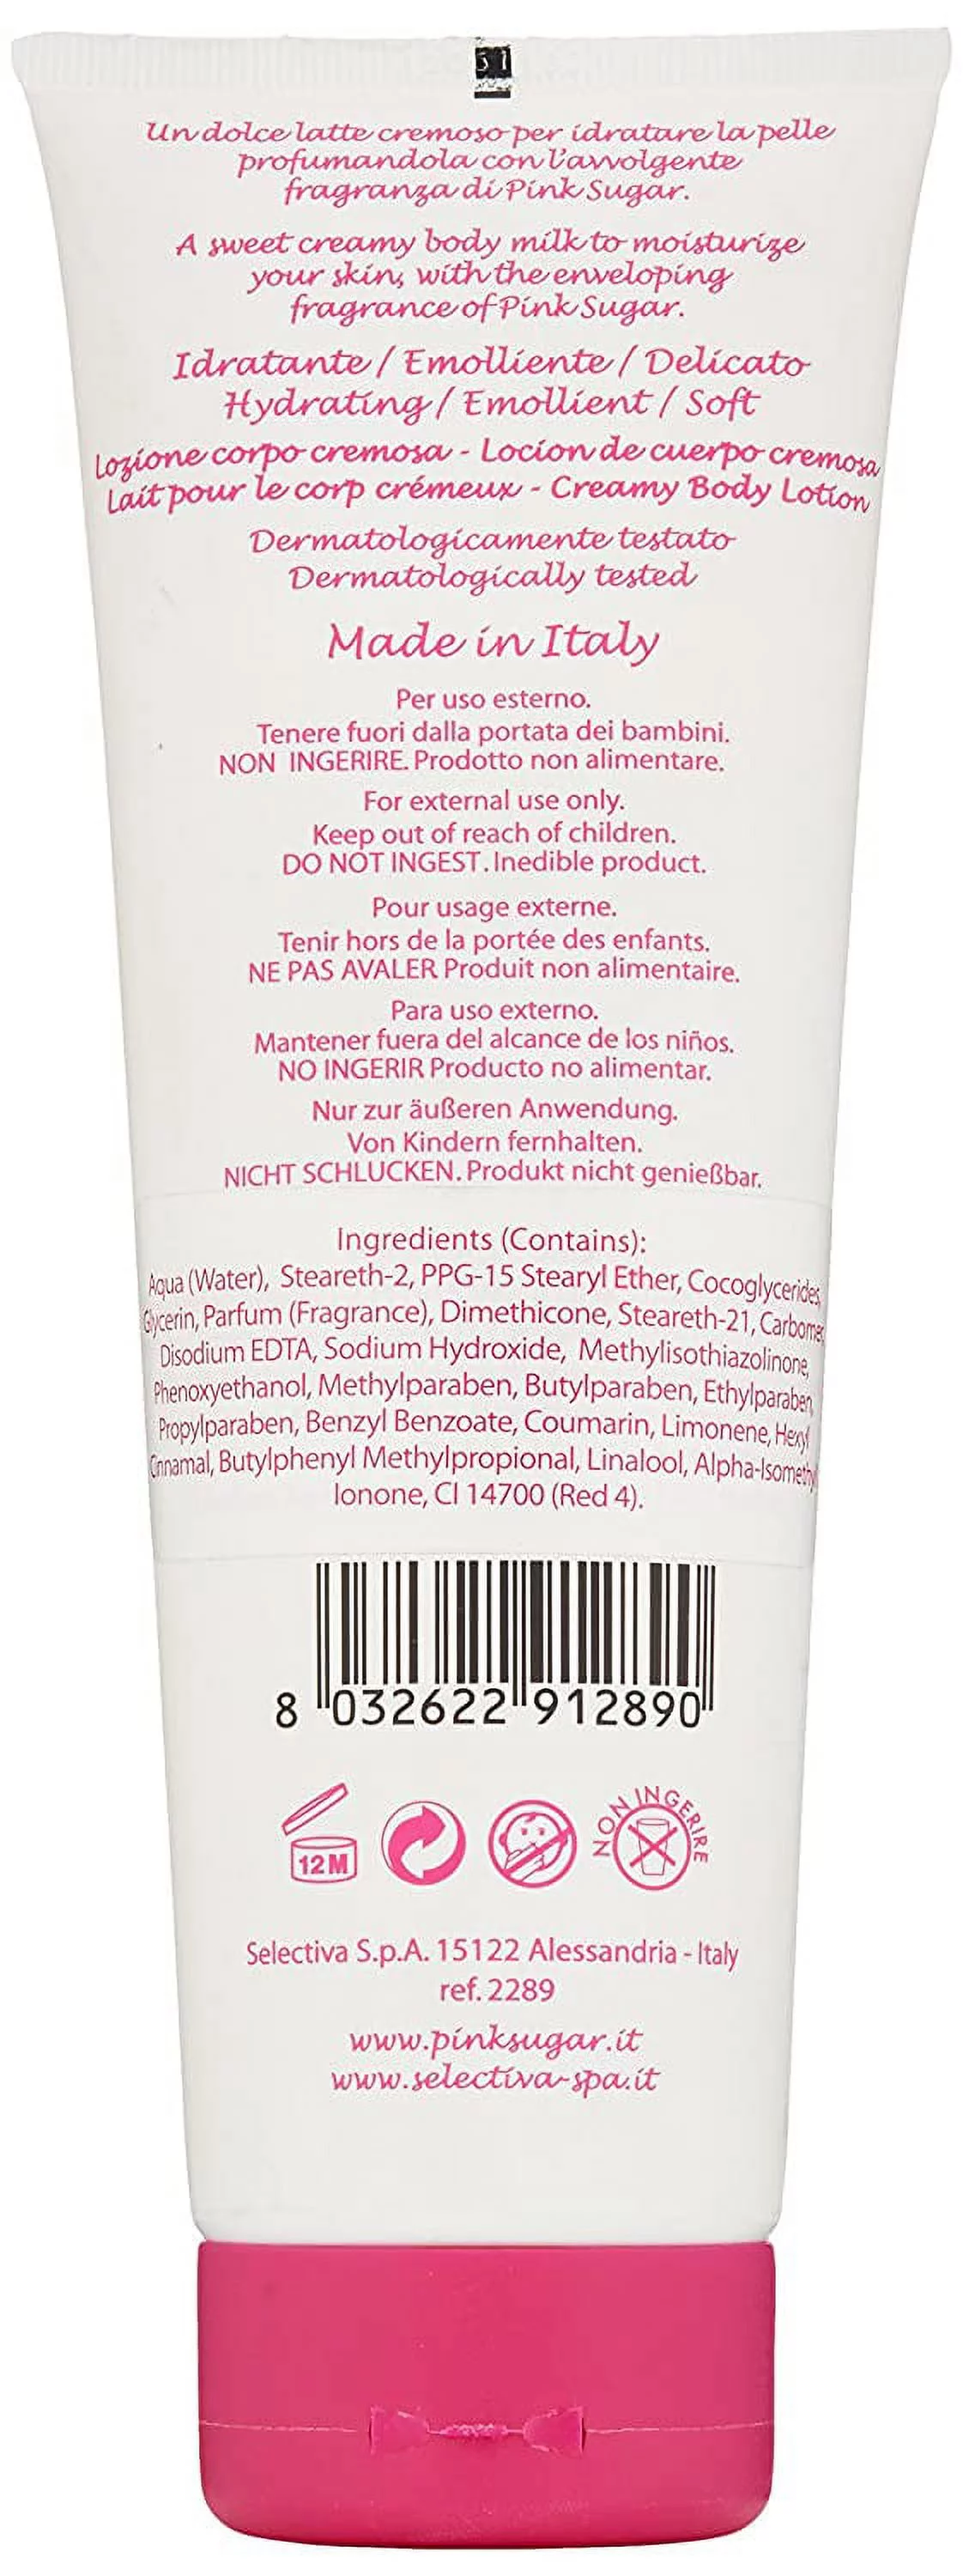 Un dolce latte cremoso per idratare la pelle
profumandola con l'avvolgente
fragranza di Pink Sugar.
A sweet creamy body milk to moisturize
your skin, with the enveloping
fragrance of Pink Sugar.
Idratante / Emolliente / Delicato
Hydrating / Emollient / Soft
Lozione corpo cremosa - Locion de cuerpo cremosa
Lait pour le corp crémeux - Creamy Body Lotion
Dermatologicamente testato
Dermatologically tested
Made in Italy
Per uso esterno.
Tenere fuori dalla portata dei bambini.
NON INGERIRE. Prodotto non alimentare.
For external use only.
Keep out of reach of children.
DO NOT INGEST. Inedible product.
Pour usage externe.
Tenir hors de la portée des enfants.
NE PAS AVALER Produit non alimentaire.
Para uso externo.
Mantener fuera del alcance de los niños.
NO INGERIR Producto no alimentar.
Nur zur äußeren Anwendung.
Von Kindern fernhalten.
NICHT SCHLUCKEN. Produkt nicht genießbar.
Ingredients (Contains):
Aqua (Water), Steareth-2, PPG-15 Stearyl Ether, Cocoglycerides,
Glycerin, Parfum (Fragrance), Dimethicone, Steareth-21, Carbomer,
Disodium EDTA, Sodium Hydroxide, Methylisothiazolinone,
Phenoxyethanol, Methylparaben, Butylparaben, Ethylparaben,
Propylparaben, Benzyl Benzoate, Coumarin, Limonene, Hexyl
Cinnamal, Butylphenyl Methylpropional, Linalool, Alpha-Isomethyl
Ionone, CI 14700 (Red 4).
8 032622 912890
12 M
NON INGERIRE
Selectiva S.p.A. 15122 Alessandria - Italy
ref. 2289
www.pinksugar.it
www.selectiva-spa.it